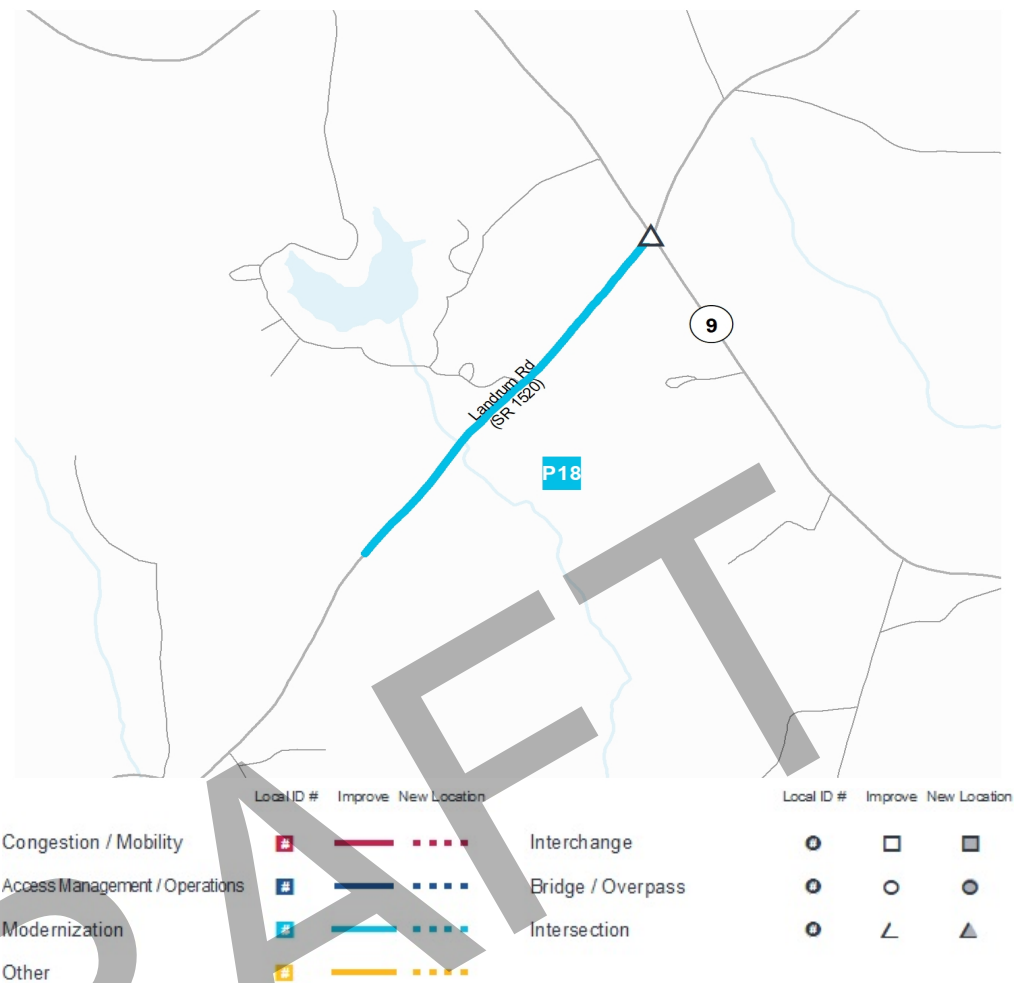 9
Landrum Rd
(SR 1520)
P18
Local ID # Improve New Location Local ID # Improve New Location
Congestion / Mobility # Interchange #
Access Management / Operations # Bridge / Overpass #
Modernization # Intersection #
Other #
RAFT